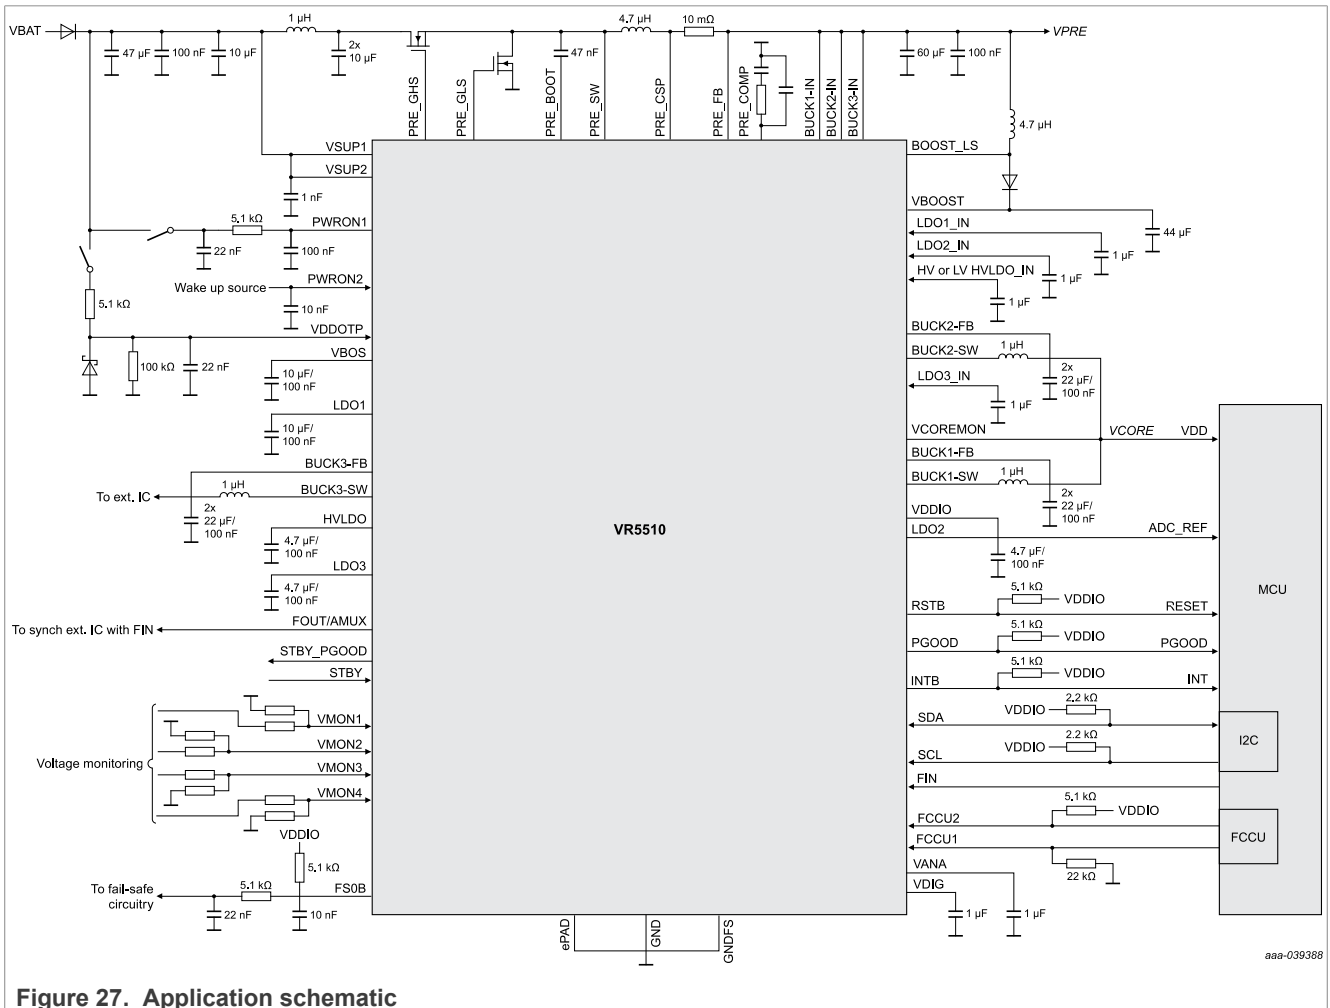 VBAT
47 µF
100 nF
10 µF
1 µH
2x
10 µF
PRE_GHS
PRE_GLS
PRE_BOOT
47 nF
PRE_SW
4.7 µH
PRE_CSP
10 mΩ
PRE_FB
PRE_COMP
BUCK1-IN
BUCK2-IN
BUCK3-IN
60 µF
100 nF
VPRE
4.7 µH
VSUP1
VSUP2
1 nF
5.1 kΩ
PWRON1
22 nF
100 nF
Wake up source
PWRON2
10 nF
5.1 kΩ
VDDOTP
100 kΩ
22 nF
VBOS
10 µF/
100 nF
LDO1
10 µF/
100 nF
BUCK3-FB
To ext. IC
1 µH
BUCK3-SW
2x
22 µF/
100 nF
HVLDO
4.7 µF/
100 nF
LDO3
4.7 µF/
100 nF
To synch ext. IC with FIN
FOUT/AMUX
STBY_PGOOD
STBY
Voltage monitoring
VMON1
VMON2
VMON3
VMON4
VDDIO
5.1 kΩ
To fail-safe
circuitry
5.1 kΩ
FS0B
22 nF
10 nF
VR5510
ePAD
GND
GNDFS
BOOST_LS
VBOOST
44 µF
LDO1_IN
1 µF
LDO2_IN
1 µF
HV or LV HVLDO_IN
1 µF
BUCK2-FB
BUCK2-SW
1 µH
2x
22 µF/
100 nF
LDO3_IN
1 µF
VCOREMON
VCORE
VDD
BUCK1-FB
BUCK1-SW
1 µH
2x
22 µF/
100 nF
VDDIO
LDO2
ADC_REF
4.7 µF/
100 nF
5.1 kΩ
VDDIO
RSTB
RESET
5.1 kΩ
VDDIO
PGOOD
PGOOD
5.1 kΩ
VDDIO
INTB
INT
2.2 kΩ
VDDIO
SDA
2.2 kΩ
VDDIO
SCL
I2C
FIN
5.1 kΩ
VDDIO
FCCU2
FCCU1
FCCU
22 kΩ
VANA
VDIG
1 µF
1 µF
MCU
aaa-039388
Figure 27. Application schematic